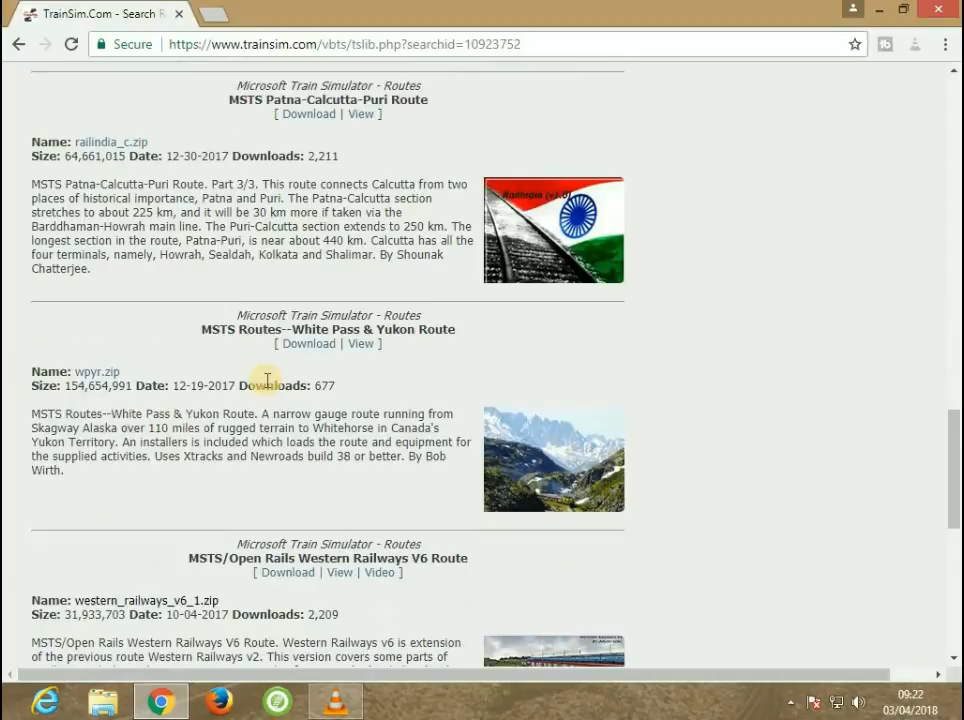 TrainSim.Com - Search R
Secure
https://www.trainsim.com/vbts/tslib.php?searchid=10923752
Microsoft Train Simulator - Routes
MSTS Patna-Calcutta-Puri Route
[ Download | View ]
Name: railindia_c.zip
Size: 64,661,015 Date: 12-30-2017 Downloads: 2,211
MSTS Patna-Calcutta-Puri Route. Part 3/3. This route connects Calcutta from two
places of historical importance, Patna and Puri. The Patna-Calcutta section
stretches to about 225 km, and it will be 30 km more if taken via the
Barddhaman-Howrah main line. The Puri-Calcutta section extends to 250 km. The
longest section in the route, Patna-Puri, is near about 440 km. Calcutta has all the
four terminals, namely, Howrah, Sealdah, Kolkata and Shalimar. By Shounak
Chatterjee.
RailIndia (v1.0)
Microsoft Train Simulator - Routes
MSTS Routes--White Pass & Yukon Route
[ Download | View ]
Name: wpyr.zip
Size: 154,654,991 Date: 12-19-2017 Downloads: 677
MSTS Routes--White Pass & Yukon Route. A narrow gauge route running from
Skagway Alaska over 110 miles of rugged terrain to Whitehorse in Canada's
Yukon Territory. An installers is included which loads the route and equipment for
the supplied activities. Uses Xtracks and Newroads build 38 or better. By Bob
Wirth.
Microsoft Train Simulator - Routes
MSTS/Open Rails Western Railways V6 Route
[ Download | View | Video ]
Name: western_railways_v6_1.zip
Size: 31,933,703 Date: 10-04-2017 Downloads: 2,209
MSTS/Open Rails Western Railways V6 Route. Western Railways v6 is extension
of the previous route Western Railways v2. This version covers some parts of
09:22
03/04/2018